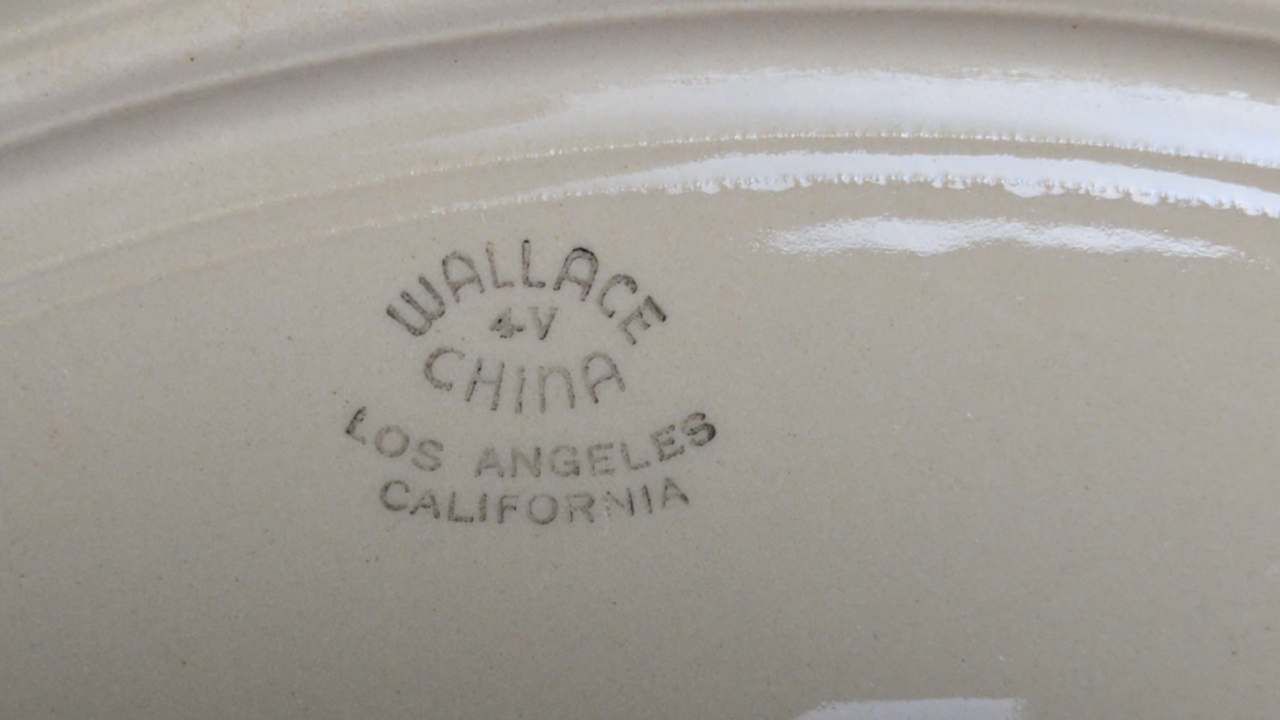 WALLACE
4-V
CHINA
LOS ANGELES
CALIFORNIA